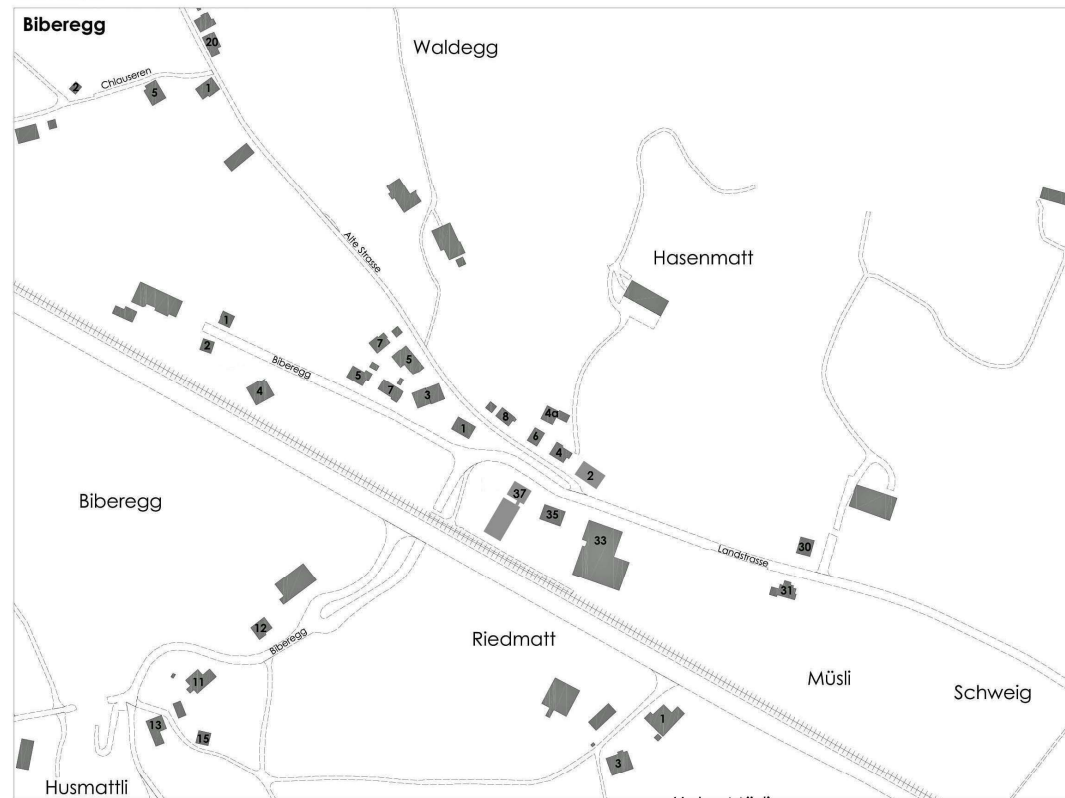 Biberegg
20
Waldegg
Chlauseren
2
5
1
Alte Strasse
Hasenmatt
1
2
Biberegg
7
5
5
7
3
4
1
8
4a
6
4
2
37
35
33
Landstrasse
30
31
Biberegg
12
Biberegg
Riedmatt
11
13
15
Müsli
Schweig
1
3
Husmattli